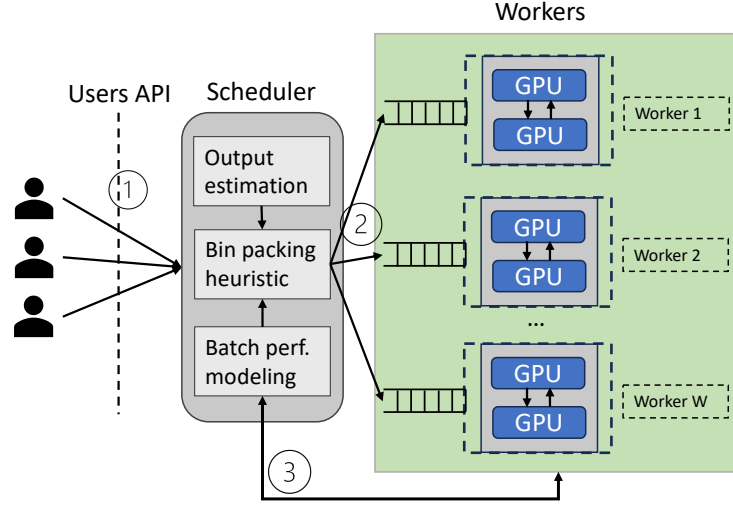 Workers
Users API
Scheduler
1
Output
estimation
Bin packing
heuristic
Batch perf.
modeling
2
3
GPU
GPU
Worker 1
GPU
GPU
Worker 2
...
GPU
GPU
Worker W